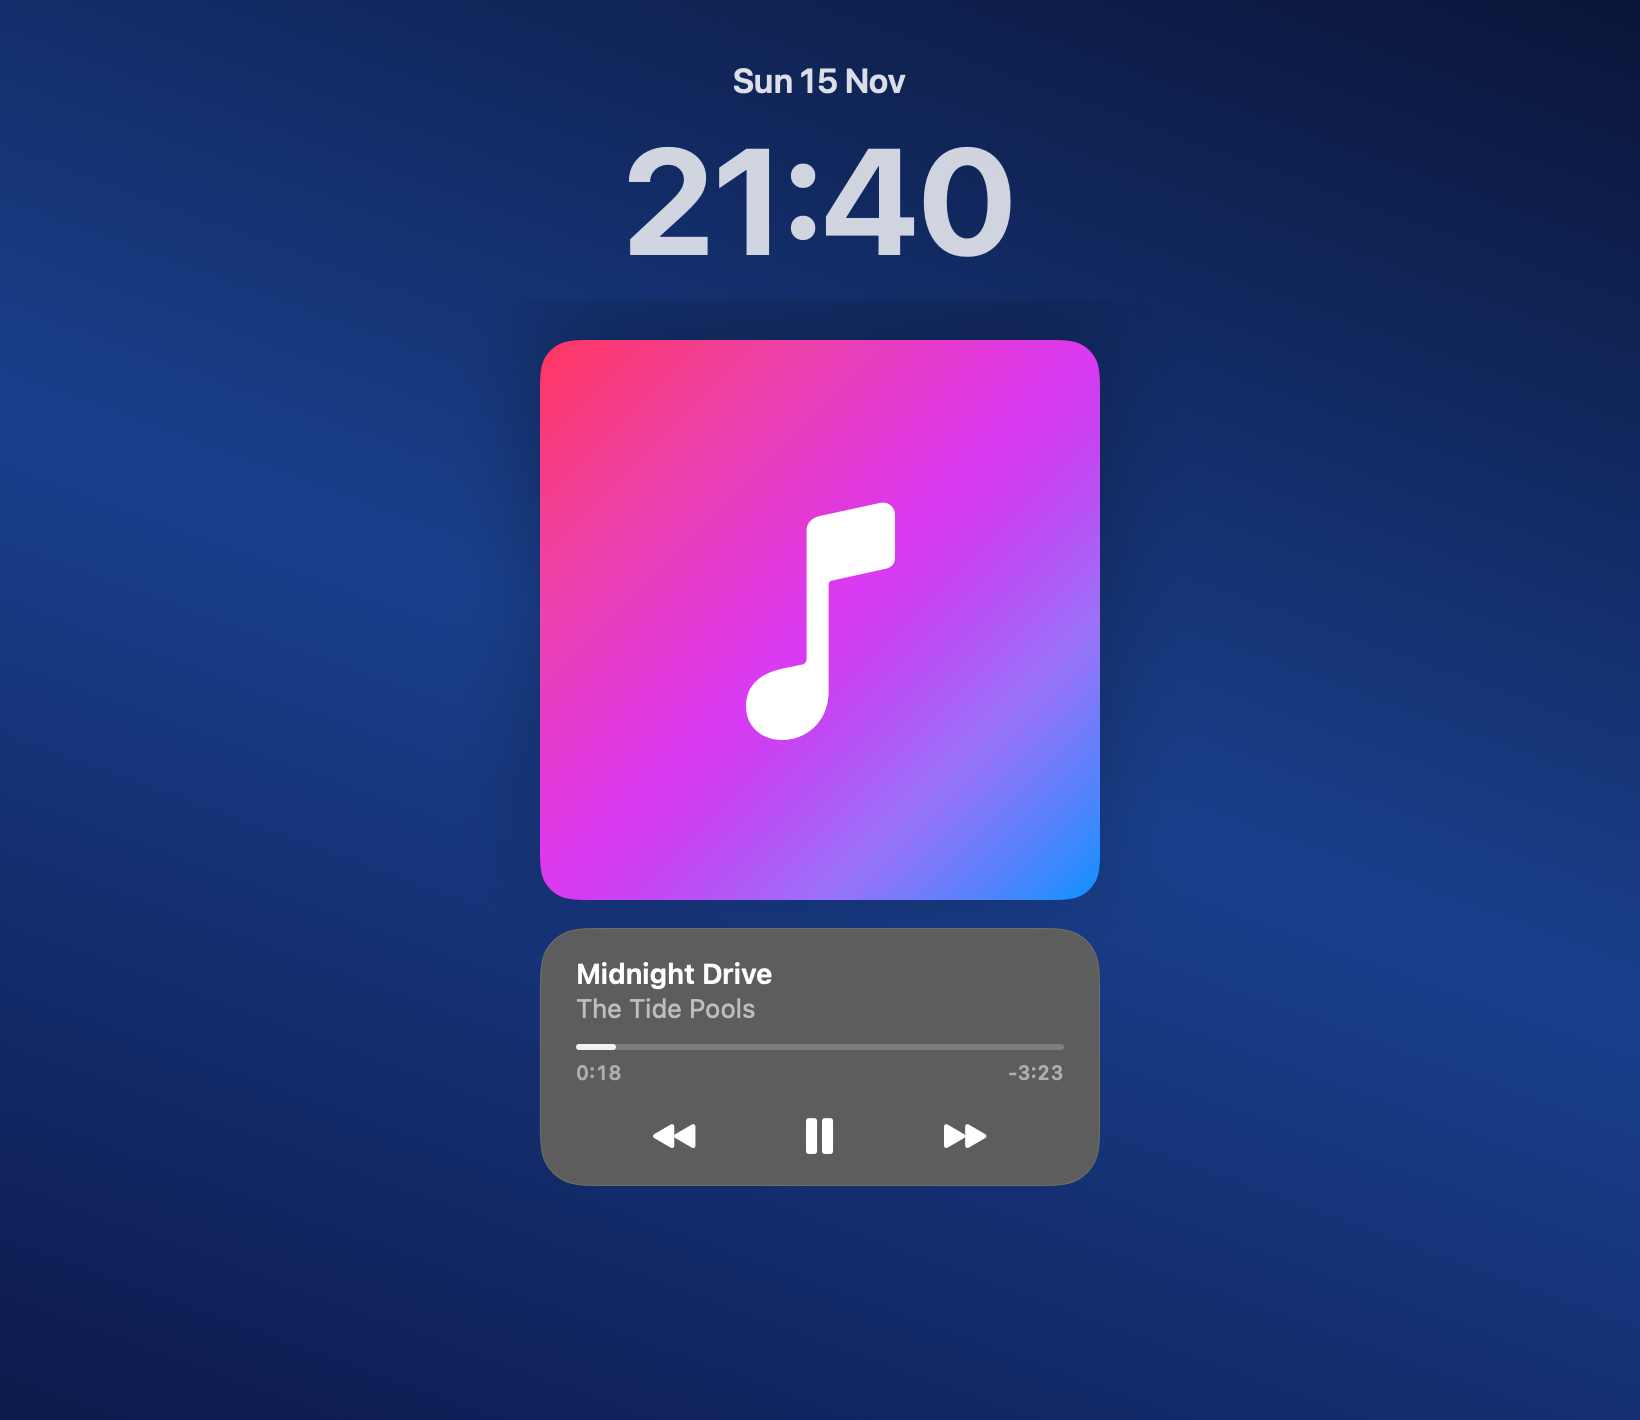 Sun 15 Nov
21:40
Midnight Drive
The Tide Pools
0:18 -3:23